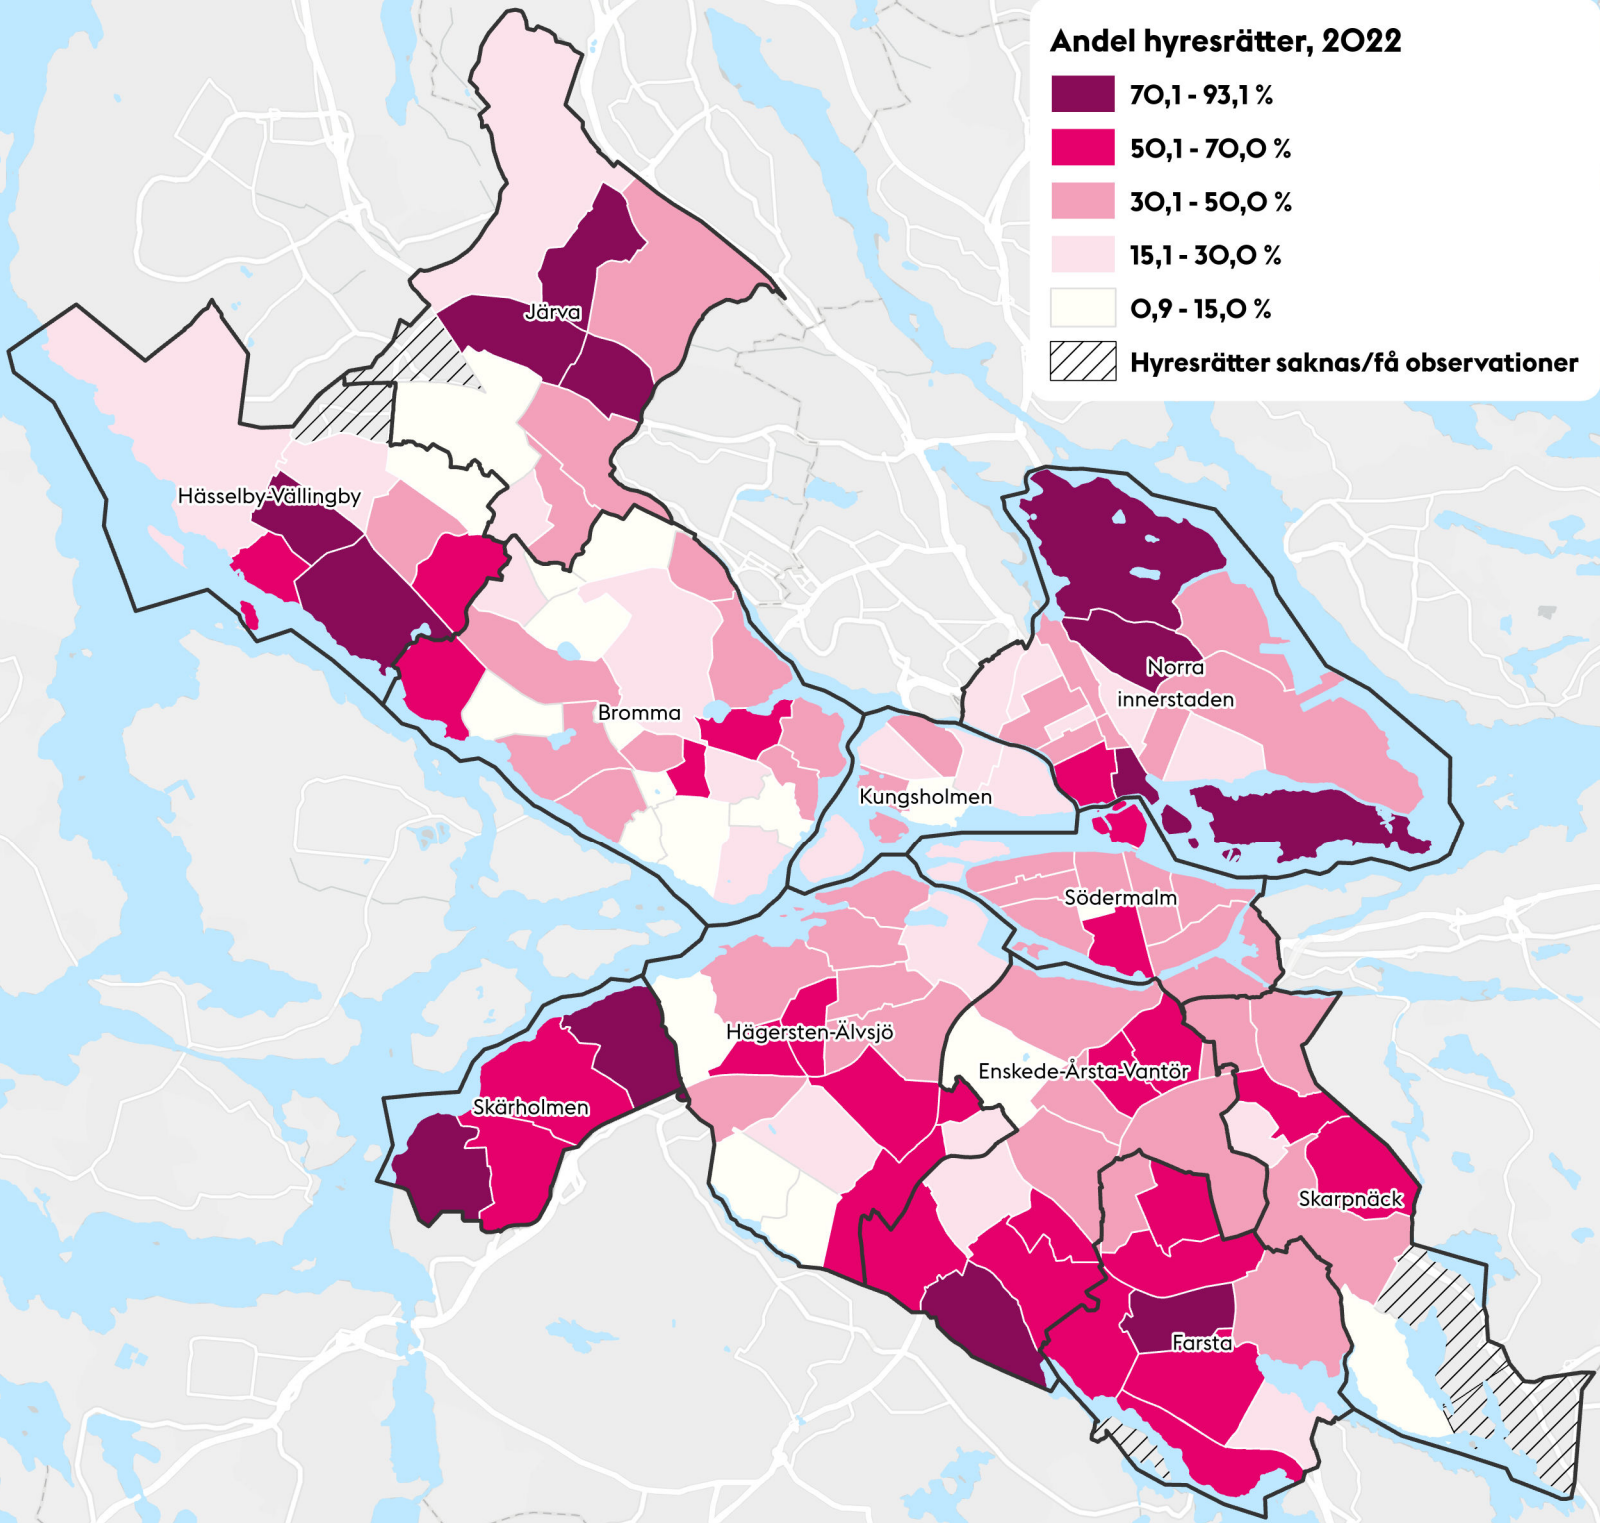 Andel hyresrätter, 2022
70,1 - 93,1 %
50,1 - 70,0 %
30,1 - 50,0 %
15,1 - 30,0 %
0,9 - 15,0 %
Hyresrätter saknas/få observationer
Järva
Hässelby-Vällingby
Norra
innerstaden
Bromma
Kungsholmen
Södermalm
Hägersten-Älvsjö
Enskede-Årsta-Vantör
Skärholmen
Skarpnäck
Farsta